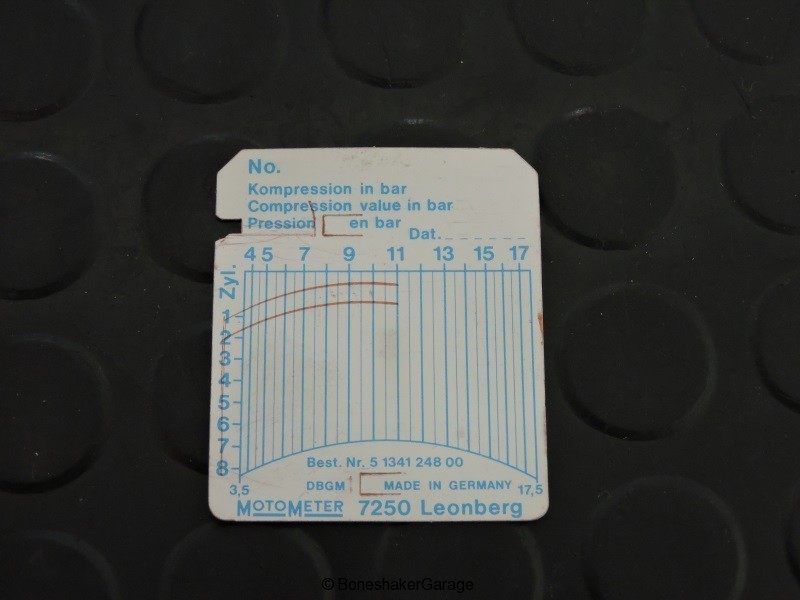 No.
Kompression in bar
Compression value in bar
Pression en bar
Dat.
4 5 7 9 11 13 15 17
Zyl.
1
2
3
4
5
6
7
8
Best. Nr. 5 1341 248 00
3,5 DBGM MADE IN GERMANY 17,5
MOTOMETER 7250 Leonberg
© BoneshakerGarage